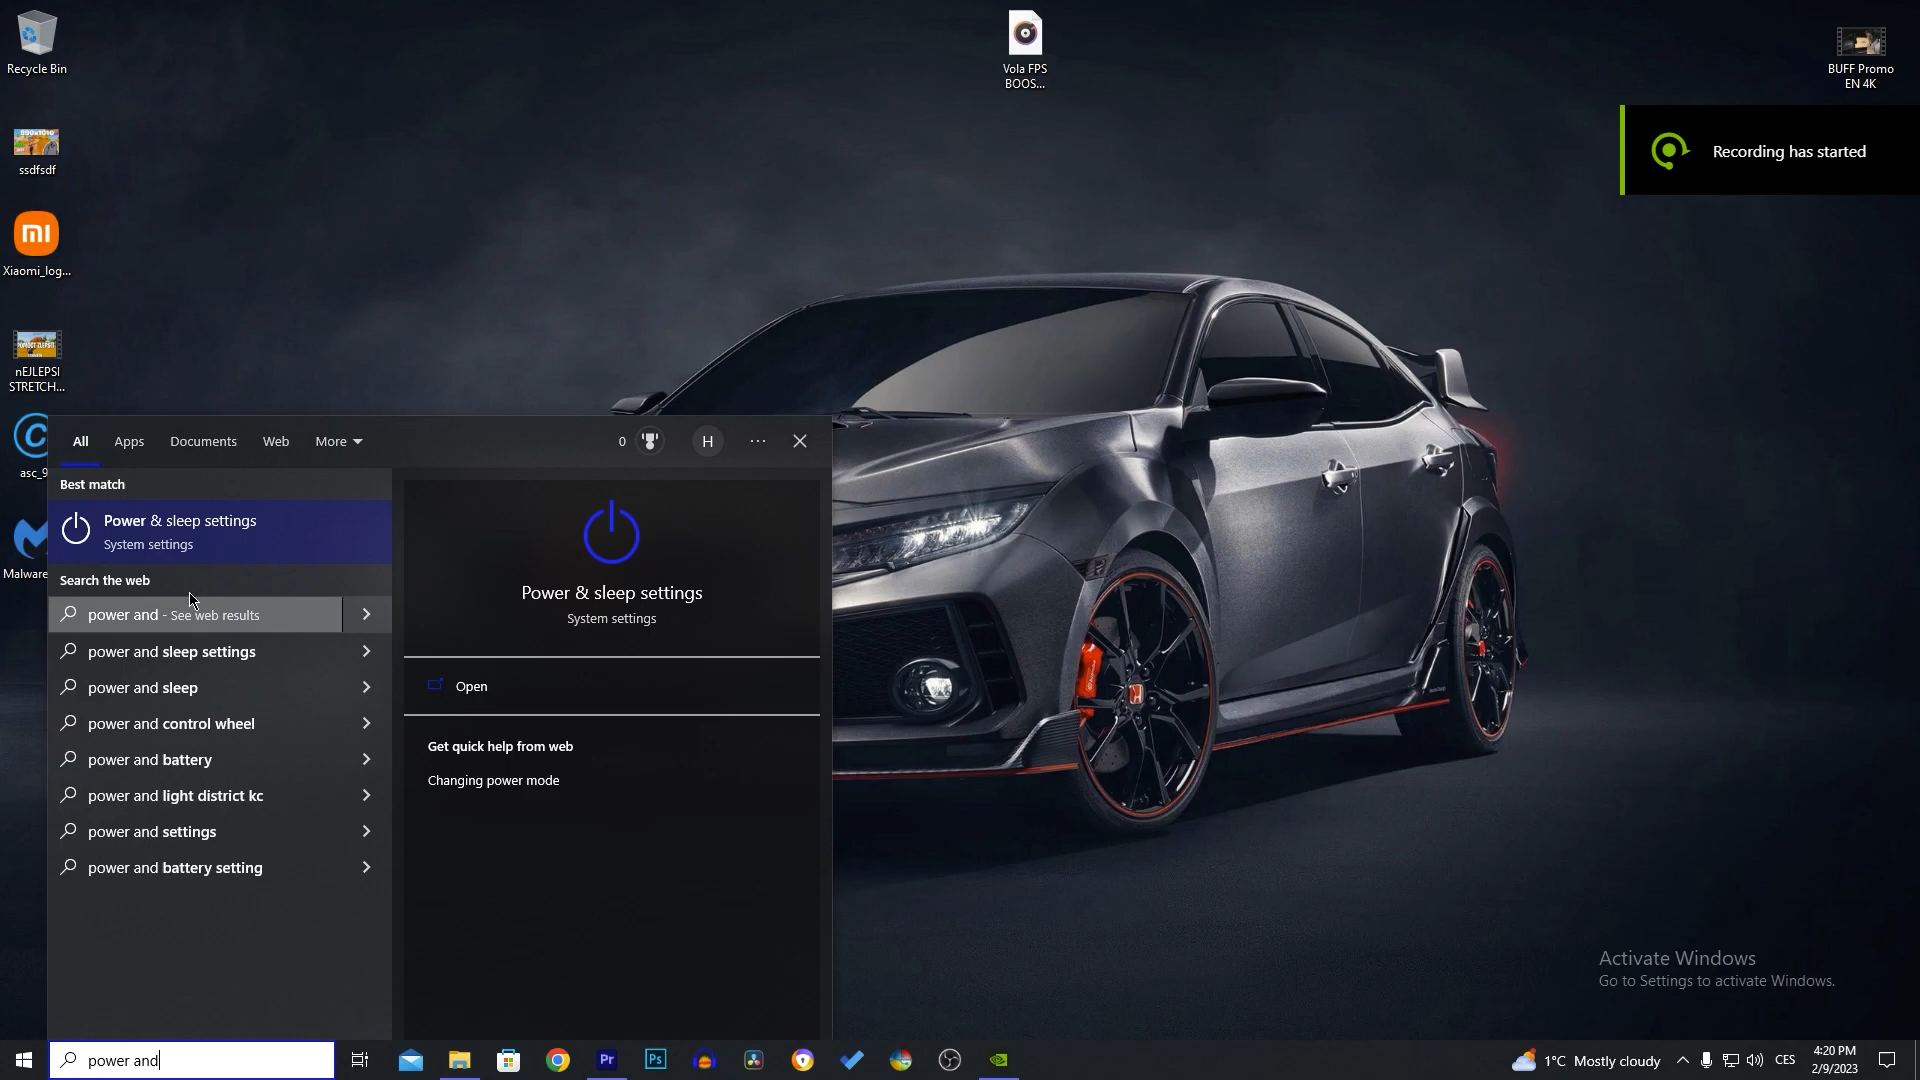 Recycle Bin
Vola FPS
BOOS...
BUFF Promo
EN 4K
Recording has started
ssdfsdf
Xiaomi_log...
nEJLEPSI
STRETCH...
asc_9
Malware
All
Apps
Documents
Web
More
0
H
Best match
Power & sleep settings
System settings
Search the web
power and - See web results
power and sleep settings
power and sleep
power and control wheel
power and battery
power and light district kc
power and settings
power and battery setting
Power & sleep settings
System settings
Open
Get quick help from web
Changing power mode
Activate Windows
Go to Settings to activate Windows.
power and
Pr
Ps
1°C Mostly cloudy
CES
4:20 PM
2/9/2023